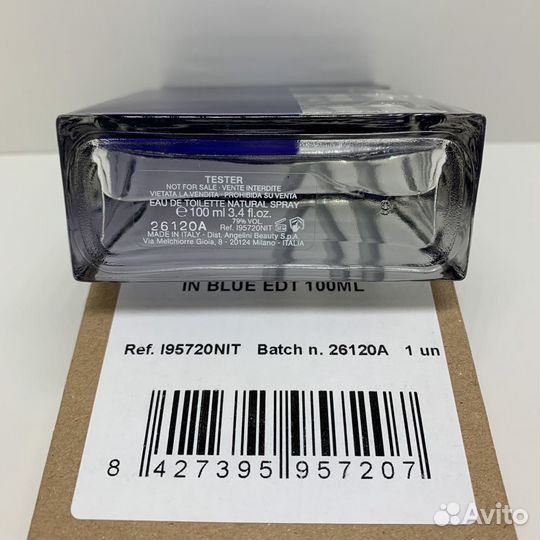 TESTER
NOT FOR SALE - VENTE INTERDITE
VIETATA LA VENDITA - PROHIBIDA SU VENTA
EAU DE TOILETTE NATURAL SPRAY
℮ 100 ml 3.4 fl.oz.
79% VOL.
26120A Ref. I95720NIT
MADE IN ITALY - Dist. Angelini Beauty S.p.A.
Via Melchiorre Gioia, 8 - 20124 Milano - ITALIA
IN BLUE EDT 100ML
Ref. I95720NIT Batch n. 26120A 1 un
8 427395 957207
Avito